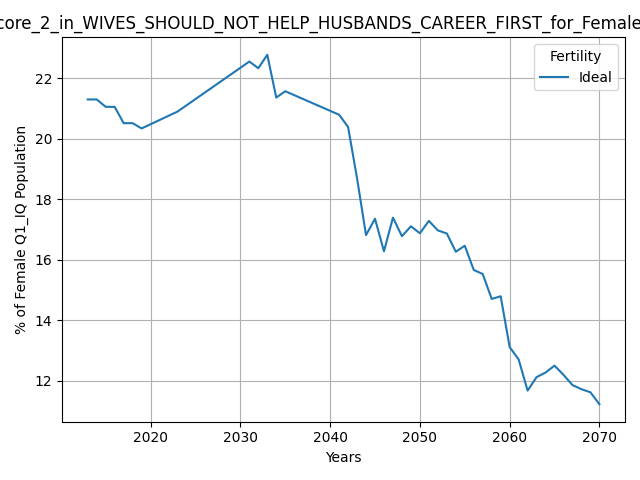 core_2_in_WIVES_SHOULD_NOT_HELP_HUSBANDS_CAREER_FIRST_for_Female
Fertility
Ideal
% of Female Q1_IQ Population
22
20
18
16
14
12
2020 2030 2040 2050 2060 2070
Years